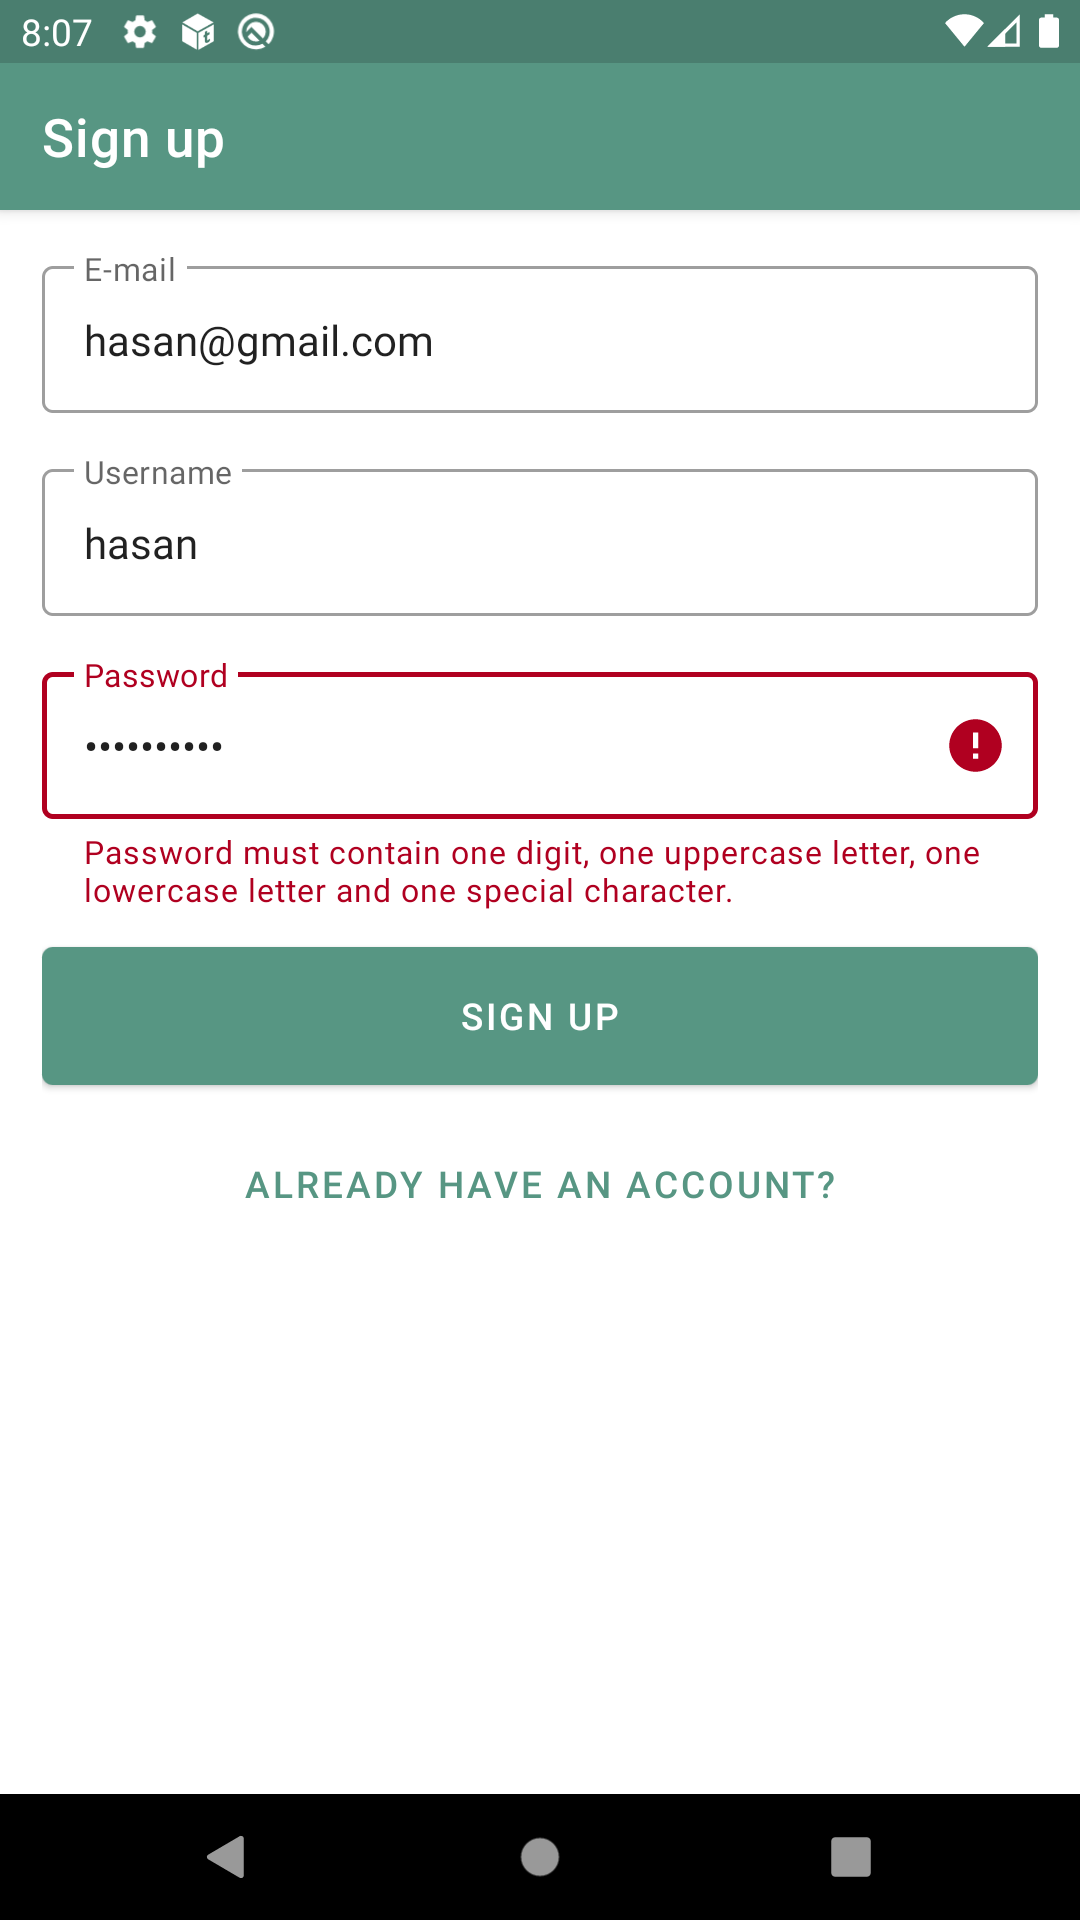 8:07
Sign up
E-mail
hasan@gmail.com
Username
hasan
Password
••••••••••
Password must contain one digit, one uppercase letter, one
lowercase letter and one special character.
SIGN UP
ALREADY HAVE AN ACCOUNT?